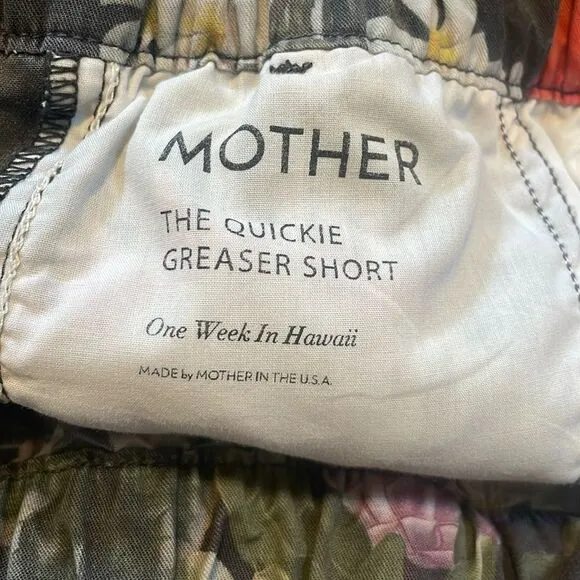 MOTHER
THE QUICKIE
GREASER SHORT
One Week In Hawaii
MADE by MOTHER IN THE U.S.A.